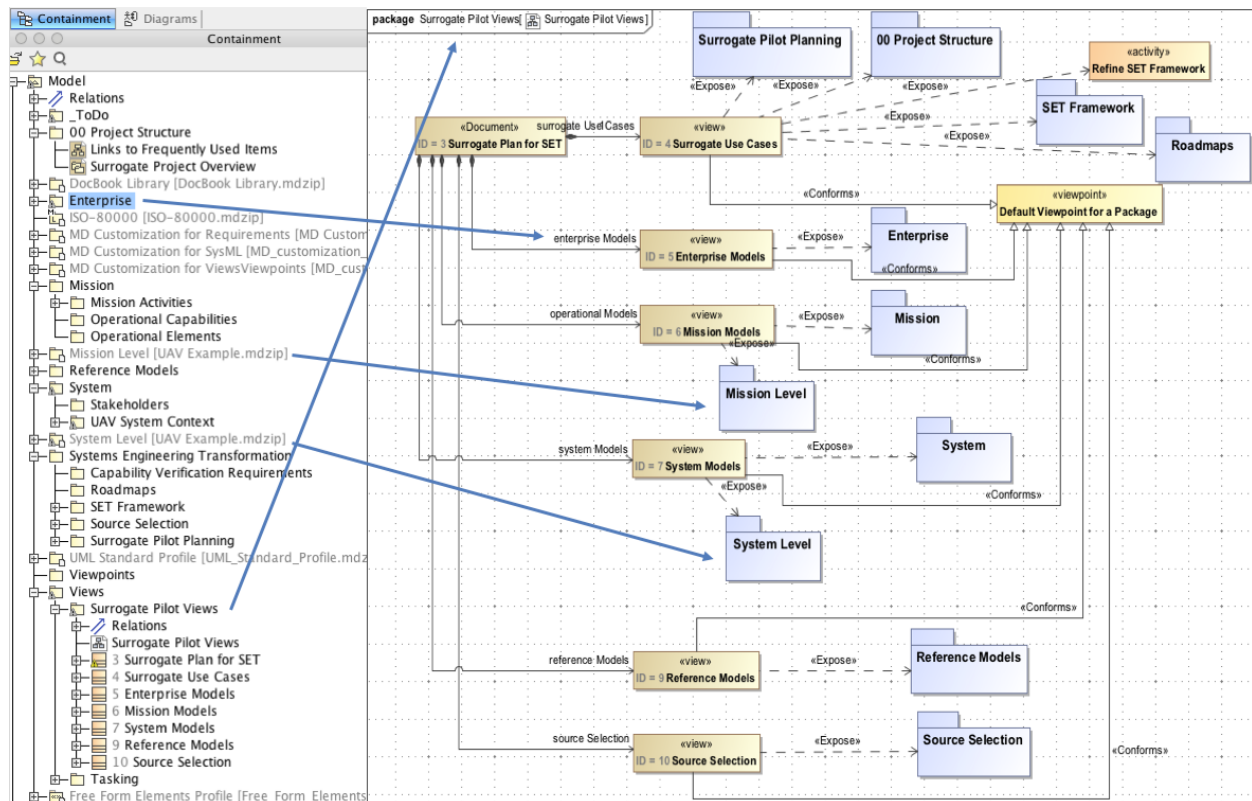 Containment
Diagrams
Containment
Model
Relations
_ToDo
00 Project Structure
Links to Frequently Used Items
Surrogate Project Overview
DocBook Library [DocBook Library.mdzip]
Enterprise
ISO-80000 [ISO-80000.mdzip]
MD Customization for Requirements [MD Custom
MD Customization for SysML [MD_customization_
MD Customization for ViewsViewpoints [MD_cust
Mission
Mission Activities
Operational Capabilities
Operational Elements
Mission Level [UAV Example.mdzip]
Reference Models
System
Stakeholders
UAV System Context
System Level [UAV Example.mdzip]
Systems Engineering Transformation
Capability Verification Requirements
Roadmaps
SET Framework
Source Selection
Surrogate Pilot Planning
UML Standard Profile [UML_Standard_Profile.mdz
Viewpoints
Views
Surrogate Pilot Views
Relations
Surrogate Pilot Views
3 Surrogate Plan for SET
4 Surrogate Use Cases
5 Enterprise Models
6 Mission Models
7 System Models
9 Reference Models
10 Source Selection
Tasking
Free Form Elements Profile [Free Form Elements
package Surrogate Pilot Views[ Surrogate Pilot Views]
Surrogate Pilot Planning
00 Project Structure
«activity»
Refine SET Framework
«Expose»
«Expose»
«Expose»
SET Framework
«Expose»
«Expose»
Roadmaps
«Document»
ID = 3 Surrogate Plan for SET
surrogate Use Cases
«view»
ID = 4 Surrogate Use Cases
«Conforms»
«viewpoint»
Default Viewpoint for a Package
enterprise Models
«view»
ID = 5 Enterprise Models
«Expose»
Enterprise
«Conforms»
operational Models
«view»
ID = 6 Mission Models
«Expose»
Mission
«Expose»
«Conforms»
Mission Level
system Models
«view»
ID = 7 System Models
«Expose»
System
«Expose»
«Conforms»
System Level
«Conforms»
reference Models
«view»
ID = 9 Reference Models
«Expose»
Reference Models
source Selection
«view»
ID = 10 Source Selection
«Expose»
Source Selection
«Conforms»